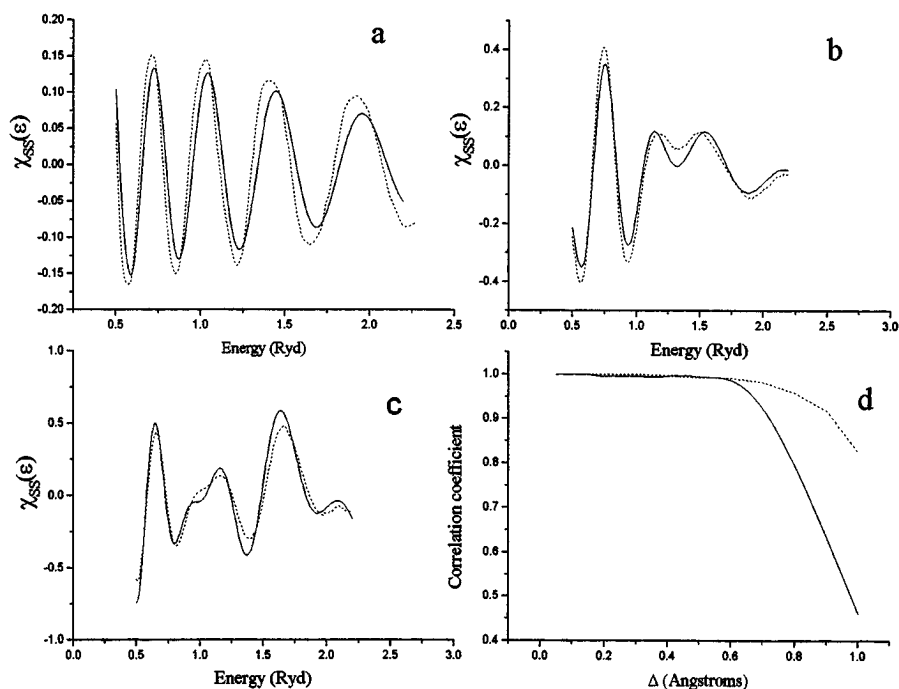 a
χSS(ε)
0.20
0.15
0.10
0.05
0.00
-0.05
-0.10
-0.15
-0.20
0.5 1.0 1.5 2.0 2.5
Energy (Ryd)
b
χSS(ε)
0.4
0.2
0.0
-0.2
-0.4
0.0 0.5 1.0 1.5 2.0 2.5 3.0
Energy (Ryd)
c
χSS(ε)
1.0
0.5
0.0
-0.5
-1.0
0.0 0.5 1.0 1.5 2.0 2.5 3.0
Energy (Ryd)
d
Correlation coefficient
1.0
0.9
0.8
0.7
0.6
0.5
0.4
0.0 0.2 0.4 0.6 0.8 1.0
Δ (Angstroms)